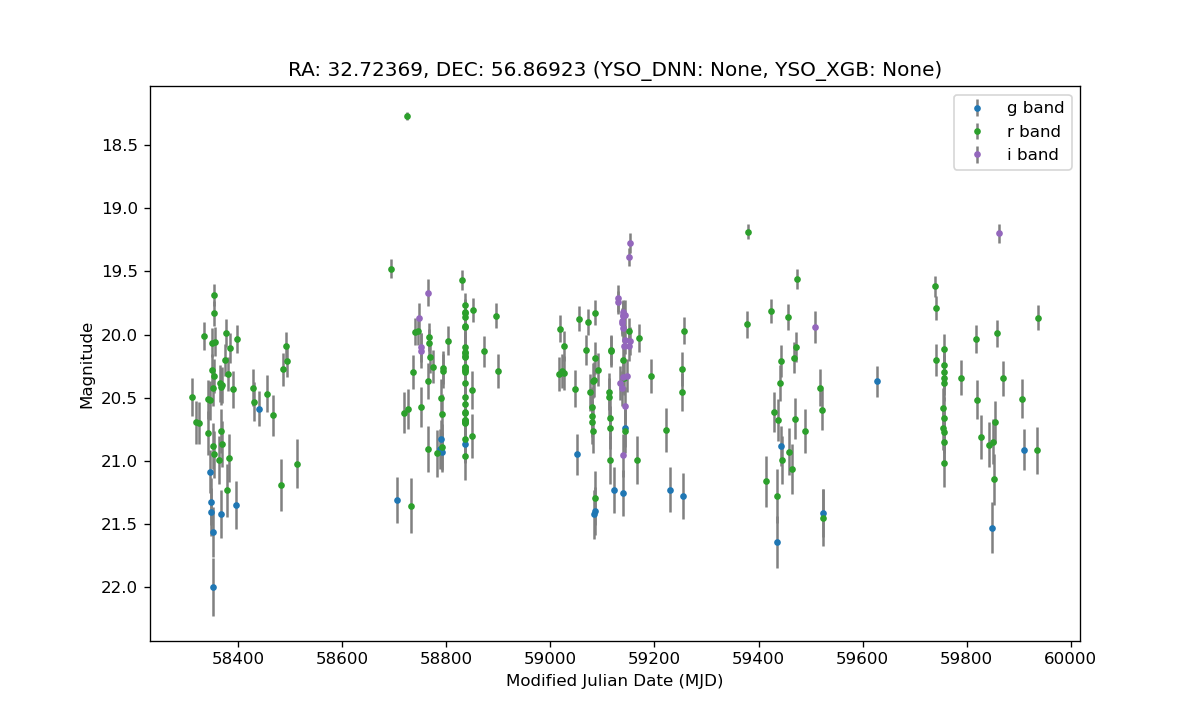 RA: 32.72369, DEC: 56.86923 (YSO_DNN: None, YSO_XGB: None)
g band
r band
i band
18.5
19.0
19.5
20.0
20.5
21.0
21.5
22.0
Magnitude
58400 58600 58800 59000 59200 59400 59600 59800 60000
Modified Julian Date (MJD)